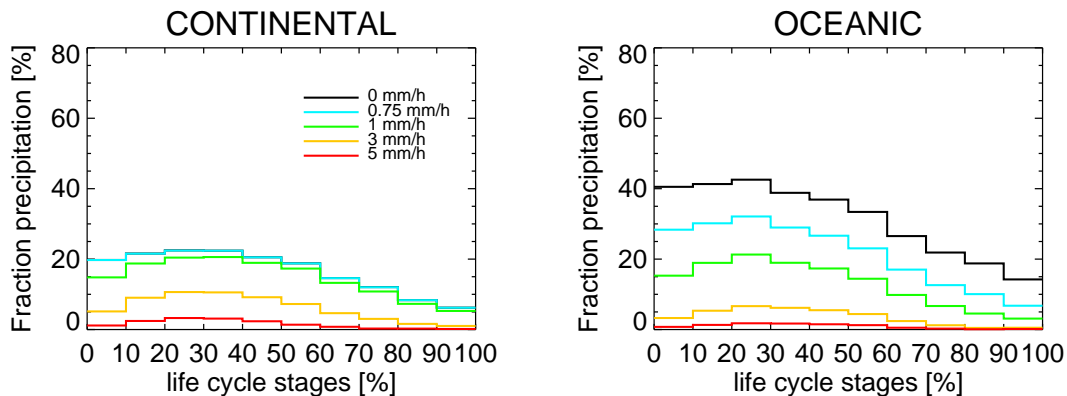 CONTINENTAL
Fraction precipitation [%]
80
60
40
20
0
0 mm/h
0.75 mm/h
1 mm/h
3 mm/h
5 mm/h
0 10 20 30 40 50 60 70 80 90 100
life cycle stages [%]
OCEANIC
Fraction precipitation [%]
80
60
40
20
0
0 10 20 30 40 50 60 70 80 90 100
life cycle stages [%]